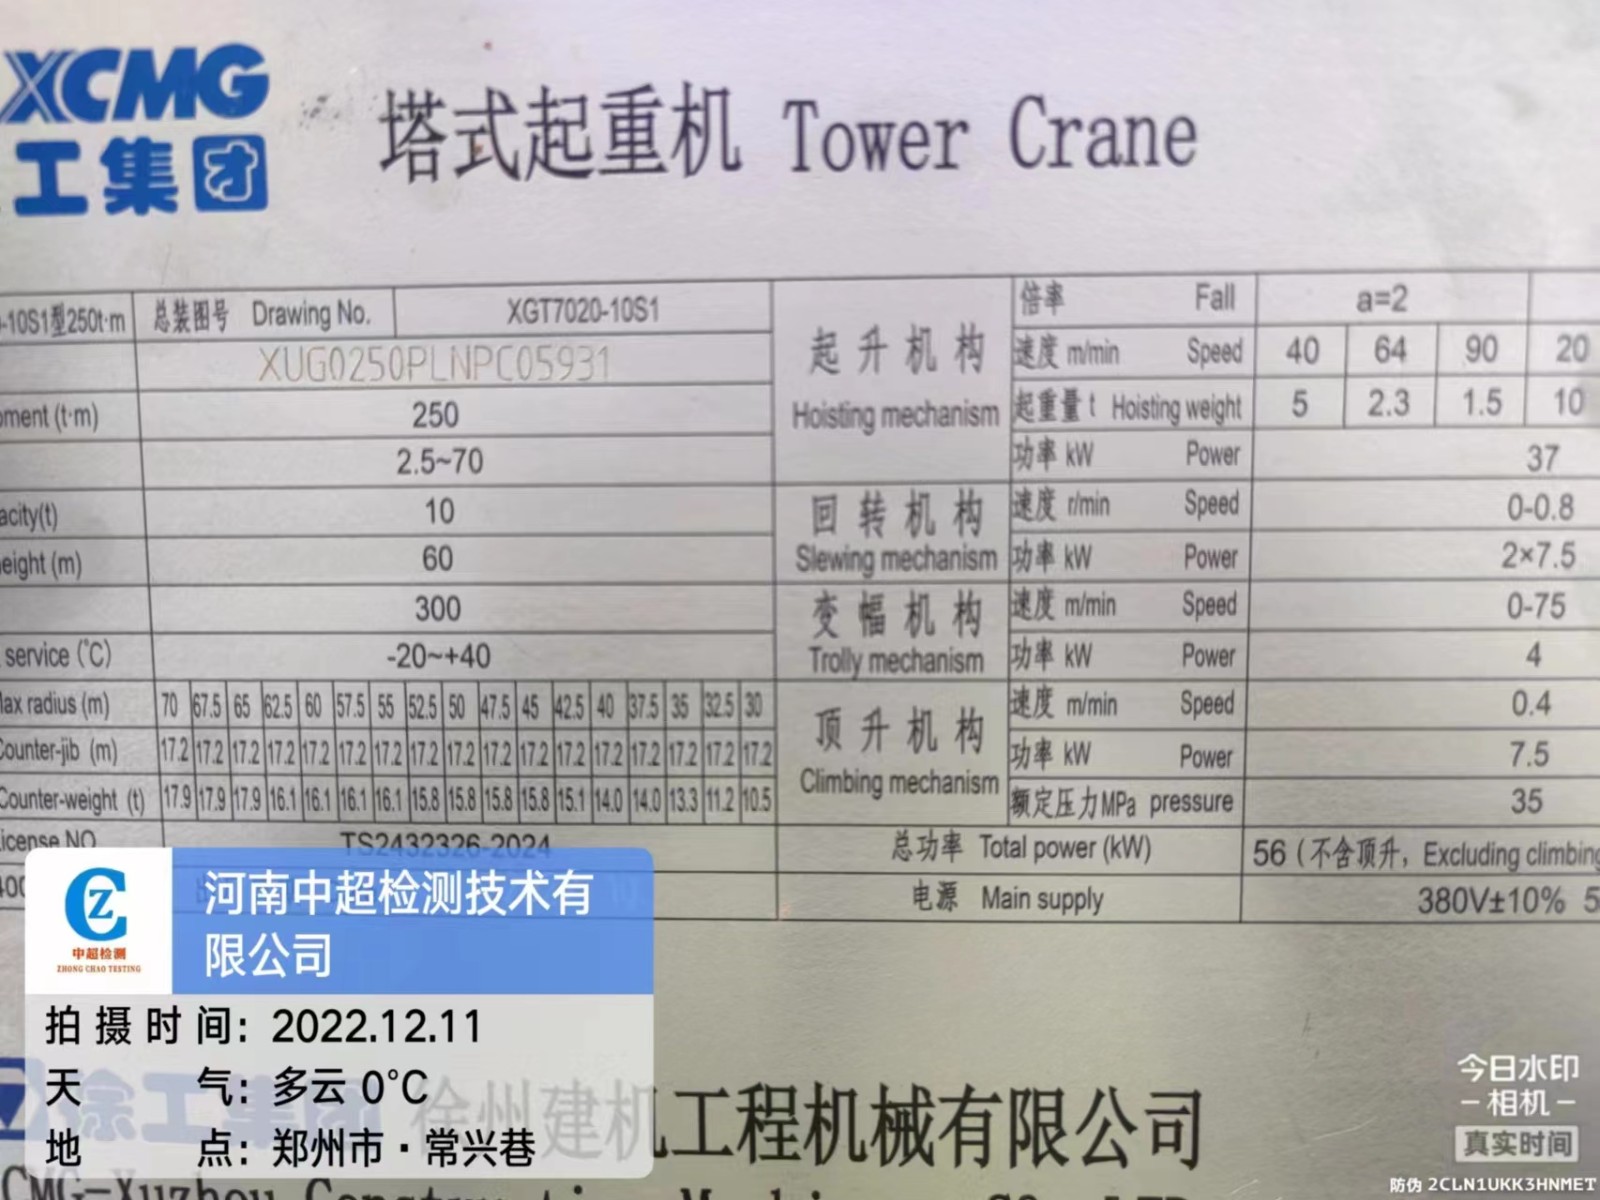 XCMG
工集团
塔式起重机 Tower Crane
-10S1型250t·m 总装图号 Drawing No. XGT7020-10S1
XUG0250PLNPC05931
ment (t·m) 250
2.5~70
acity(t) 10
eight (m) 60
300
service (℃) -20~+40
ax radius (m) 70 67.5 65 62.5 60 57.5 55 52.5 50 47.5 45 42.5 40 37.5 35 32.5 30
Counter-jib (m) 17.2 17.2 17.2 17.2 17.2 17.2 17.2 17.2 17.2 17.2 17.2 17.2 17.2 17.2 17.2 17.2 17.2
Counter-weight (t) 17.9 17.9 17.9 16.1 16.1 16.1 16.1 15.8 15.8 15.8 15.8 15.1 14.0 14.0 13.3 11.2 10.5
icense NO. TS2432326-2024
起升机构
Hoisting mechanism
倍率 Fall a=2
速度 m/min Speed 40 64 90 20
起重量 t Hoisting weight 5 2.3 1.5 10
功率 kW Power 37
回转机构
Slewing mechanism
速度 r/min Speed 0-0.8
功率 kW Power 2×7.5
变幅机构
Trolly mechanism
速度 m/min Speed 0-75
功率 kW Power 4
顶升机构
Climbing mechanism
速度 m/min Speed 0.4
功率 kW Power 7.5
额定压力MPa pressure 35
总功率 Total power (kW) 56（不含顶升，Excluding climbing
电源 Main supply 380V±10% 5
中超检测
ZHONG CHAO TESTING
河南中超检测技术有
限公司
拍摄时间：2022.12.11
天气：多云 0℃
地点：郑州市·常兴巷
徐工集团 徐州建机工程机械有限公司
CMG-Xuzhou
今日水印
相机
真实时间
防伪 2CLN1UKK3HNMET